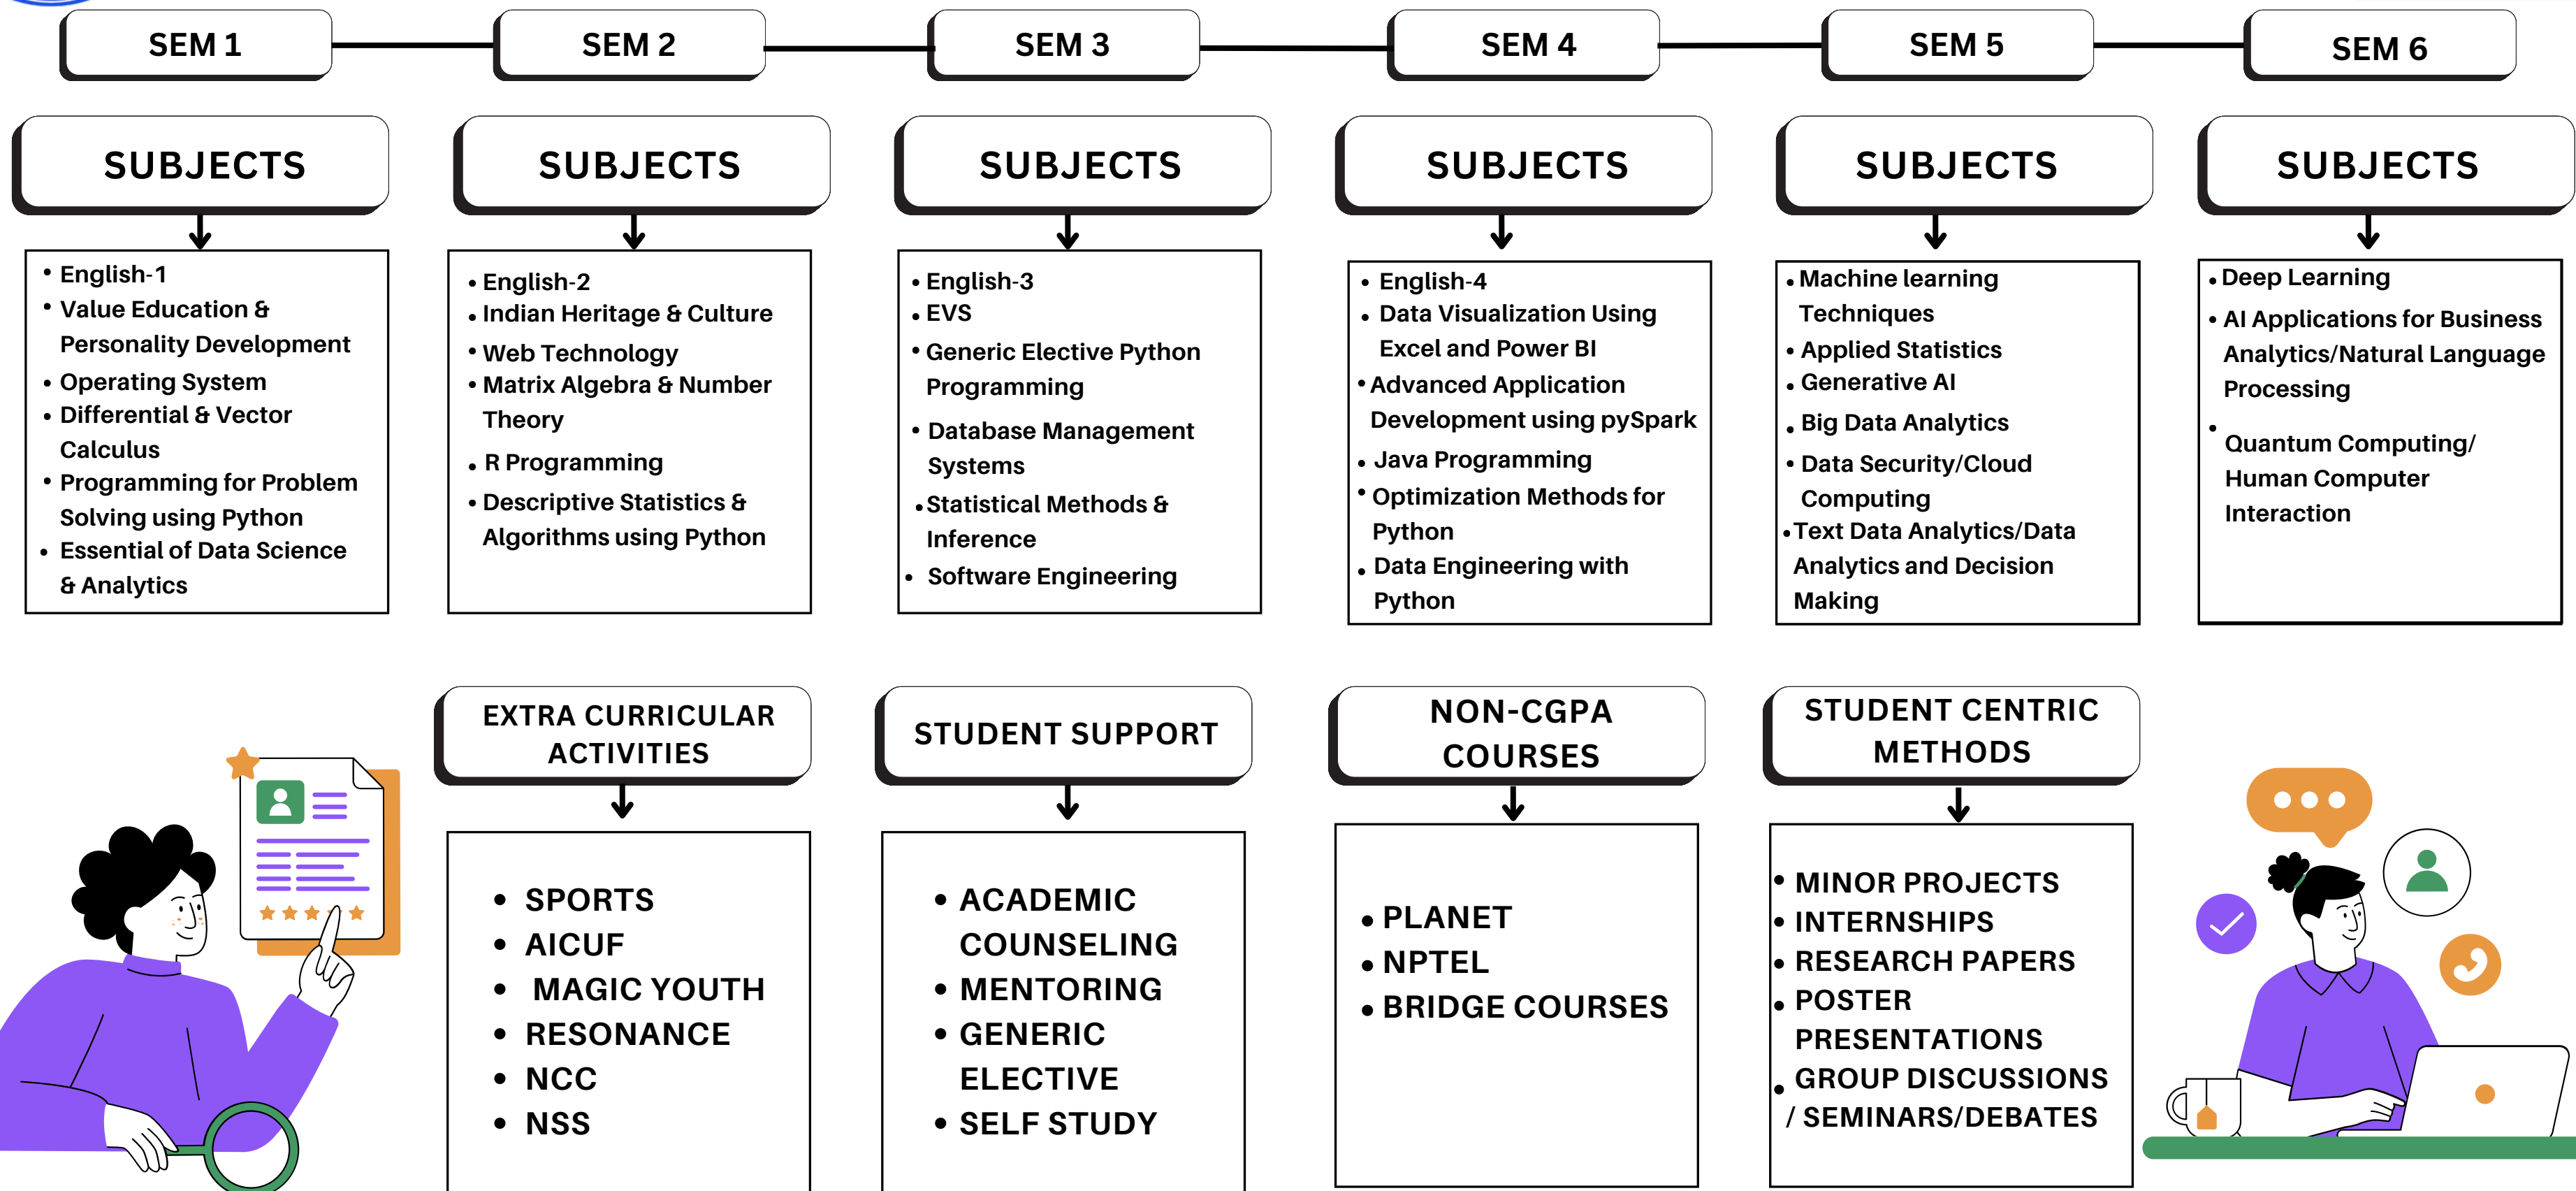 SEM 1
SEM 2
SEM 3
SEM 4
SEM 5
SEM 6
SUBJECTS
SUBJECTS
SUBJECTS
SUBJECTS
SUBJECTS
SUBJECTS
• English-1
• Value Education &
Personality Development
• Operating System
• Differential & Vector
Calculus
• Programming for Problem
Solving using Python
• Essential of Data Science
& Analytics
• English-2
• Indian Heritage & Culture
• Web Technology
• Matrix Algebra & Number
Theory
• R Programming
• Descriptive Statistics &
Algorithms using Python
• English-3
• EVS
• Generic Elective Python
Programming
• Database Management
Systems
• Statistical Methods &
Inference
• Software Engineering
• English-4
• Data Visualization Using
Excel and Power BI
• Advanced Application
Development using pySpark
• Java Programming
• Optimization Methods for
Python
• Data Engineering with
Python
• Machine learning
Techniques
• Applied Statistics
• Generative AI
• Big Data Analytics
• Data Security/Cloud
Computing
• Text Data Analytics/Data
Analytics and Decision
Making
• Deep Learning
• AI Applications for Business
Analytics/Natural Language
Processing
• Quantum Computing/
Human Computer
Interaction
EXTRA CURRICULAR
ACTIVITIES
• SPORTS
• AICUF
• MAGIC YOUTH
• RESONANCE
• NCC
• NSS
STUDENT SUPPORT
• ACADEMIC
COUNSELING
• MENTORING
• GENERIC
ELECTIVE
• SELF STUDY
NON-CGPA
COURSES
• PLANET
• NPTEL
• BRIDGE COURSES
STUDENT CENTRIC
METHODS
• MINOR PROJECTS
• INTERNSHIPS
• RESEARCH PAPERS
• POSTER
PRESENTATIONS
• GROUP DISCUSSIONS
/ SEMINARS/DEBATES